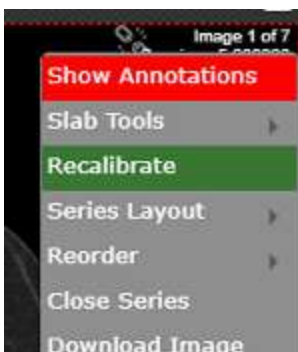 Image 1 of 7
Show Annotations
Slab Tools
Recalibrate
Series Layout
Reorder
Close Series
Download Image